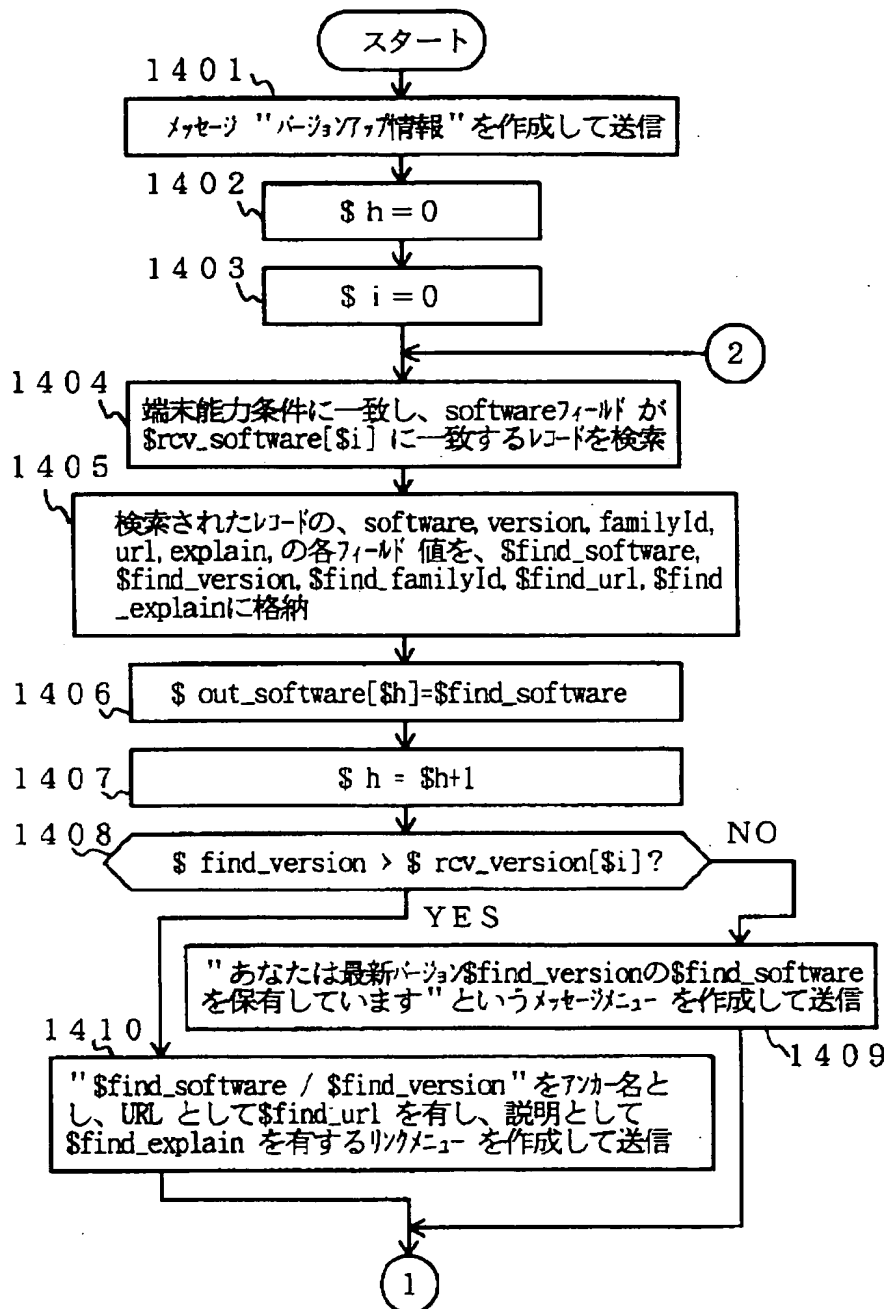 スタート
1401
メッセージ "バージョンアップ情報"を作成して送信
1402
$ h = 0
1403
$ i = 0
2
1404
端末能力条件に一致し、softwareフィールド が
$rcv_software[$i] に一致するレコードを検索
1405
検索されたレコードの、software, version, familyId,
url, explain, の各フィールド 値を、$find_software,
$find_version, $find_familyId, $find_url, $find
_explainに格納
1406
$ out_software[$h]=$find_software
1407
$ h = $h+1
1408
$ find_version > $ rcv_version[$i]?
NO
YES
"あなたは最新バージョン$find_versionの$find_software
を保有しています"というメッセージメニュー を作成して送信
1409
1410
"$find_software / $find_version"をアンカー名と
し、URL として$find_url を有し、説明として
$find_explain を有するリンクメニュー を作成して送信
1